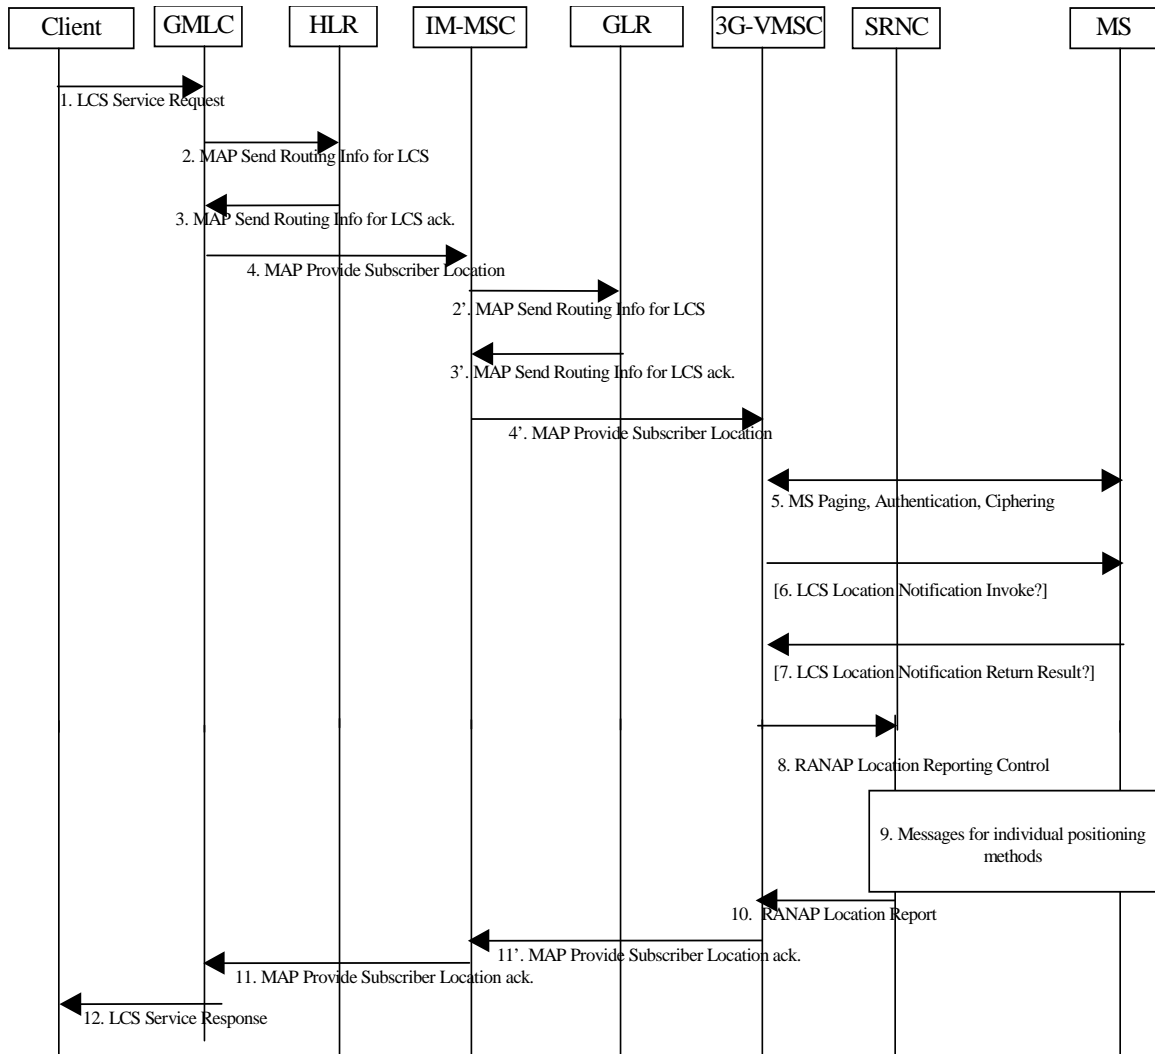 Client
GMLC
HLR
IM-MSC
GLR
3G-VMSC
SRNC
MS
1. LCS Service Request
2. MAP Send Routing Info for LCS
3. MAP Send Routing Info for LCS ack.
4. MAP Provide Subscriber Location
2’. MAP Send Routing Info for LCS
3’. MAP Send Routing Info for LCS ack.
4’. MAP Provide Subscriber Location
5. MS Paging, Authentication, Ciphering
[6. LCS Location Notification Invoke?]
[7. LCS Location Notification Return Result?]
8. RANAP Location Reporting Control
9. Messages for individual positioning
methods
10. RANAP Location Report
11’. MAP Provide Subscriber Location ack.
11. MAP Provide Subscriber Location ack.
12. LCS Service Response